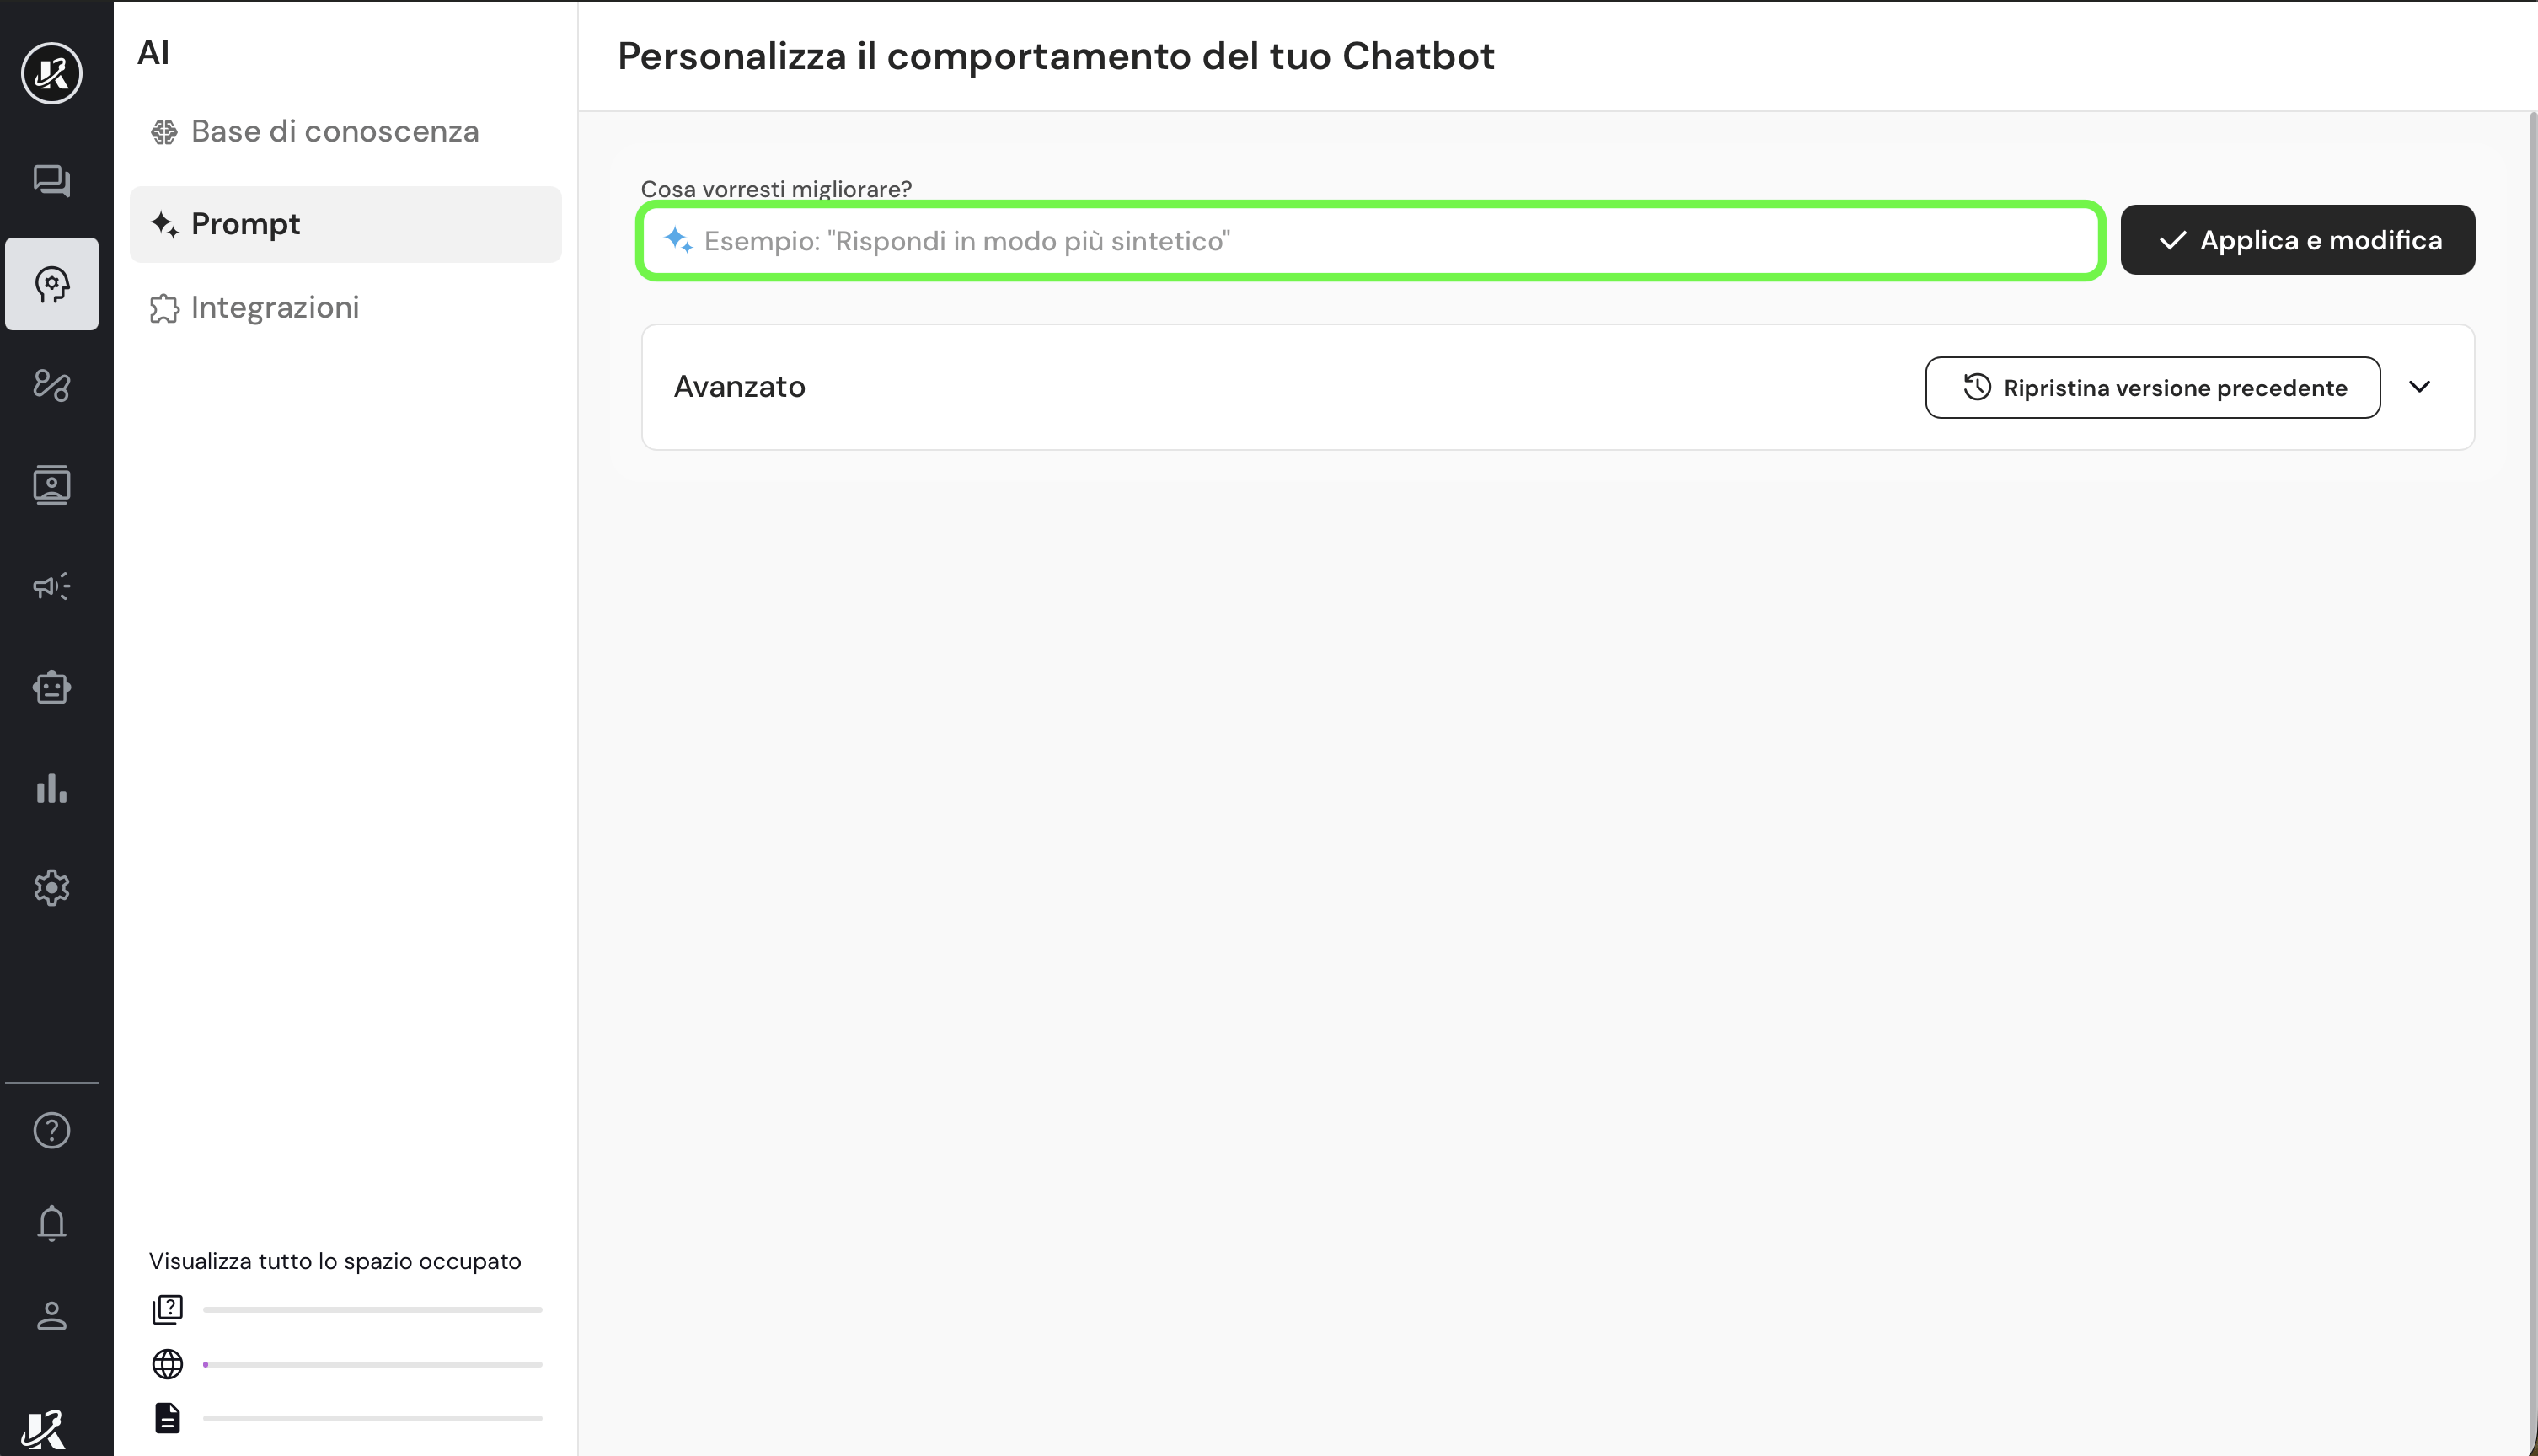 AI
Base di conoscenza
Prompt
Integrazioni
Visualizza tutto lo spazio occupato
Personalizza il comportamento del tuo Chatbot
Cosa vorresti migliorare?
Esempio: "Rispondi in modo più sintetico"
Applica e modifica
Avanzato
Ripristina versione precedente